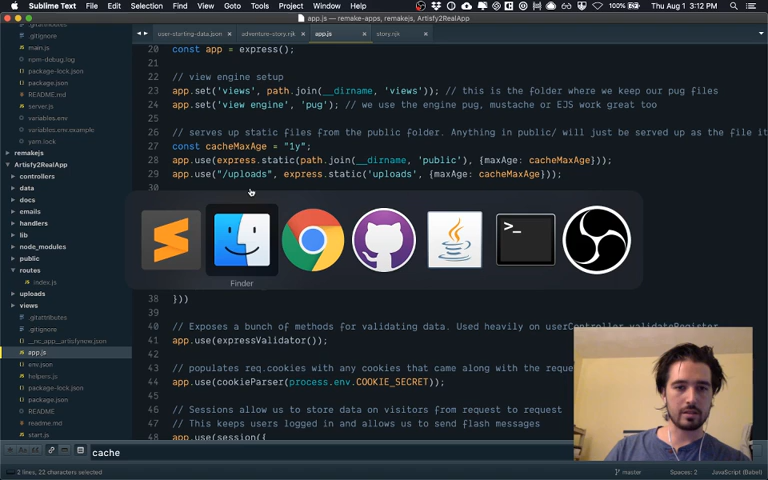 Sublime Text File Edit Selection Find View Goto Tools Project Window Help 100% Thu Aug 1 3:12 PM
app.js — remake-apps, remakejs, Artisfy2RealApp
user-starting-data.json × adventure-story.njk × app.js × story.njk ×
.gitattributes
.gitignore
main.js
npm-debug.log
package-lock.json
package.json
README.md
server.js
variables.env
variables.env.example
yarn.lock
remakejs
Artisfy2RealApp
controllers
data
docs
emails
handlers
lib
node_modules
public
routes
index.js
uploads
views
.gitattributes
.gitignore
app.js
env.json
helpers.js
package-lock.json
package.json
README
readme.md
start.js
20 const app = express();
21
22 // view engine setup
23 app.set('views', path.join(__dirname, 'views')); // this is the folder where we keep our pug files
24 app.set('view engine', 'pug'); // we use the engine pug, mustache or EJS work great too
25
26 // serves up static files from the public folder. Anything in public/ will just be served up as the file it
27 const cacheMaxAge = "1y";
28 app.use(express.static(path.join(__dirname, 'public'), {maxAge: cacheMaxAge}));
29 app.use("/uploads", express.static('uploads', {maxAge: cacheMaxAge}));
30
>_
Finder
38 }))
39
40 // Exposes a bunch of methods for validating data. Used heavily on userController.validateRegister
41 app.use(expressValidator());
42
43 // populates req.cookies with any cookies that came along with the reque
44 app.use(cookieParser(process.env.COOKIE_SECRET));
45
46 // Sessions allow us to store data on visitors from request to request
47 // This keeps users logged in and allows us to send flash messages
48 app.use(session({
cache
2 lines, 22 characters selected master Spaces: 2 JavaScript (Babel)